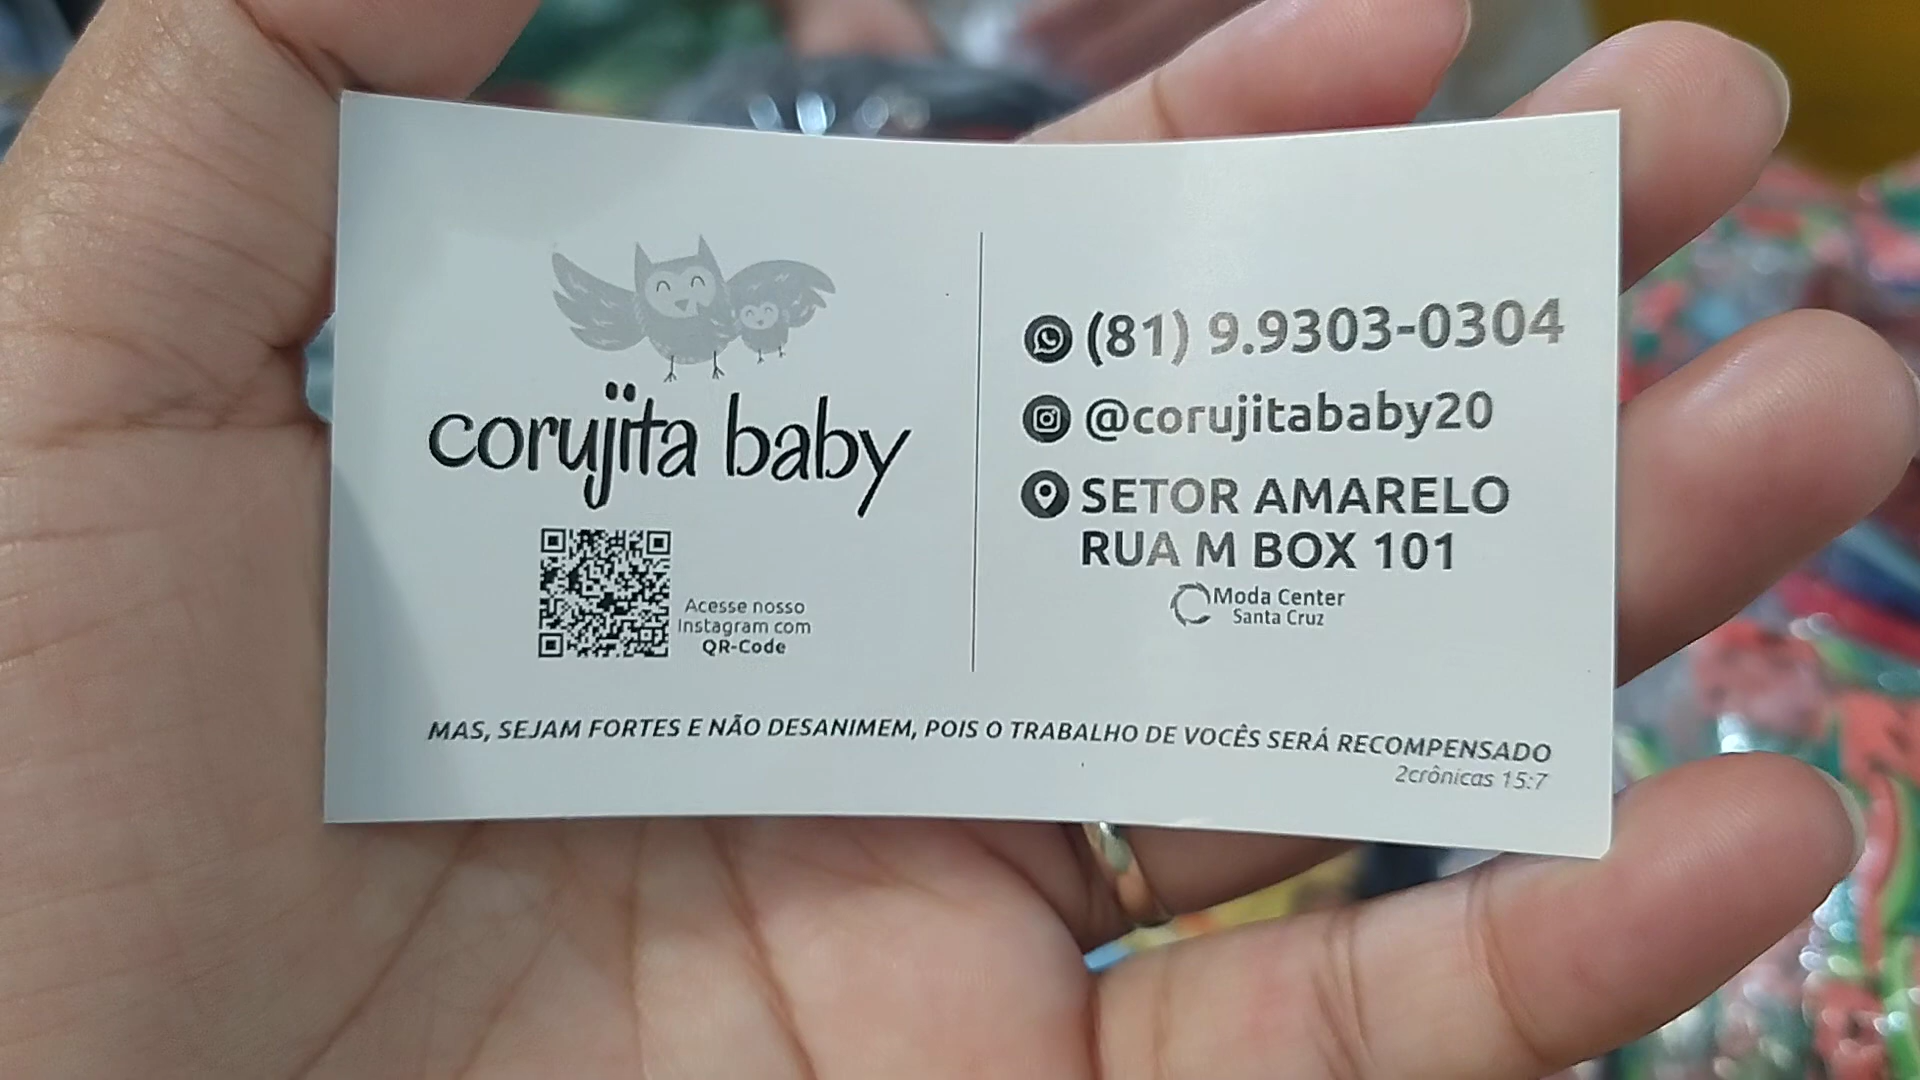 corujita baby
Acesse nosso
Instagram com
QR-Code
(81) 9.9303-0304
@corujitababy20
SETOR AMARELO
RUA M BOX 101
Moda Center
Santa Cruz
MAS, SEJAM FORTES E NÃO DESANIMEM, POIS O TRABALHO DE VOCÊS SERÁ RECOMPENSADO
2crônicas 15:7